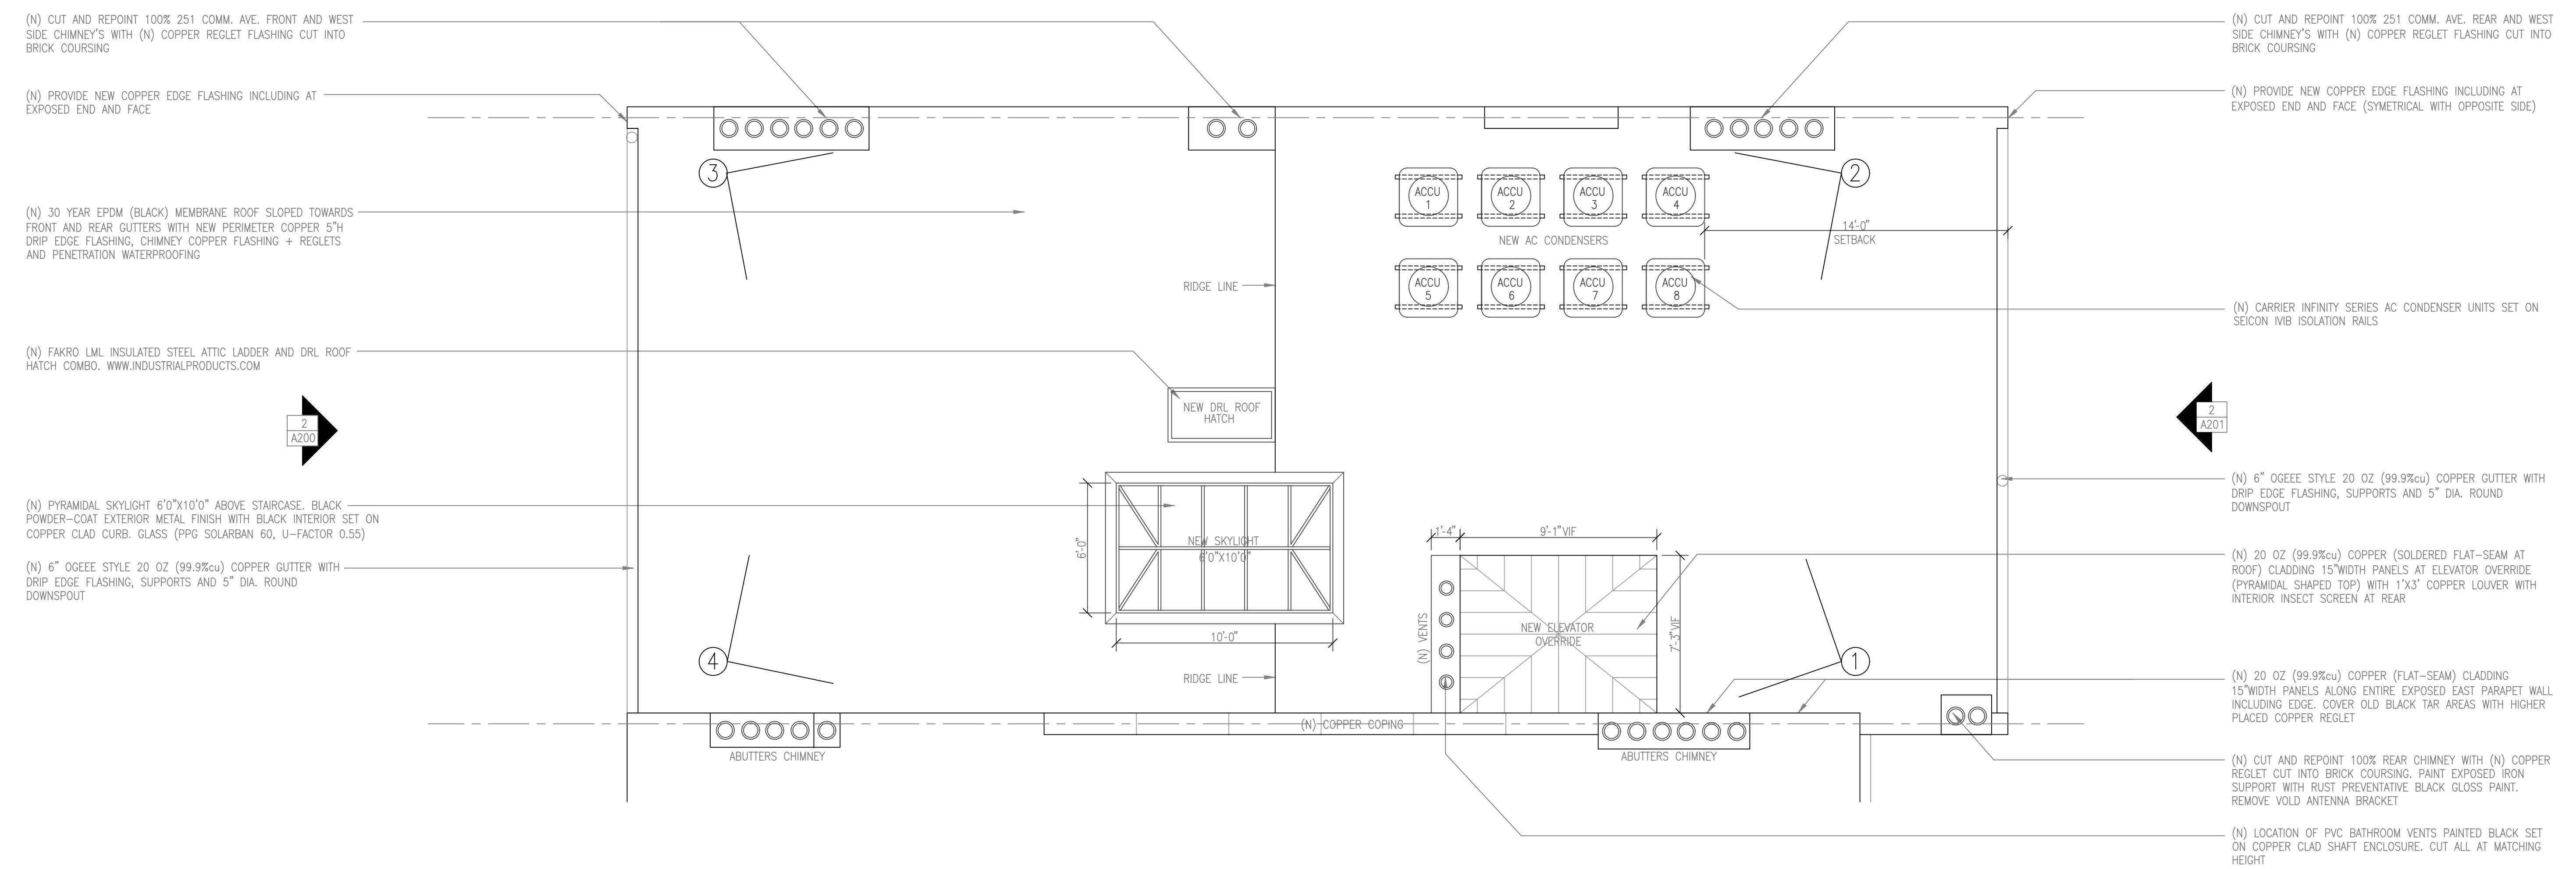 (N) CUT AND REPOINT 100% 251 COMM. AVE. FRONT AND WEST
SIDE CHIMNEY'S WITH (N) COPPER REGLET FLASHING CUT INTO
BRICK COURSING
(N) PROVIDE NEW COPPER EDGE FLASHING INCLUDING AT
EXPOSED END AND FACE
(N) 30 YEAR EPDM (BLACK) MEMBRANE ROOF SLOPED TOWARDS
FRONT AND REAR GUTTERS WITH NEW PERIMETER COPPER 5"H
DRIP EDGE FLASHING, CHIMNEY COPPER FLASHING + REGLETS
AND PENETRATION WATERPROOFING
(N) FAKRO LML INSULATED STEEL ATTIC LADDER AND DRL ROOF
HATCH COMBO. WWW.INDUSTRIALPRODUCTS.COM
2
A200
(N) PYRAMIDAL SKYLIGHT 6'0"X10'0" ABOVE STAIRCASE. BLACK
POWDER-COAT EXTERIOR METAL FINISH WITH BLACK INTERIOR SET ON
COPPER CLAD CURB. GLASS (PPG SOLARBAN 60, U-FACTOR 0.55)
(N) 6" OGEEE STYLE 20 OZ (99.9%cu) COPPER GUTTER WITH
DRIP EDGE FLASHING, SUPPORTS AND 5" DIA. ROUND
DOWNSPOUT
3
4
RIDGE LINE
NEW DRL ROOF
HATCH
6'-0"
NEW SKYLIGHT
6'0"X10'0"
10'-0"
RIDGE LINE
ABUTTERS CHIMNEY
ACCU
1
ACCU
2
ACCU
3
ACCU
4
NEW AC CONDENSERS
ACCU
5
ACCU
6
ACCU
7
ACCU
8
2
14'-0"
SETBACK
1'-4"
9'-1"VIF
(N) VENTS
NEW ELEVATOR
OVERRIDE
7'-3"VIF
1
(N) COPPER COPING
ABUTTERS CHIMNEY
(N) CUT AND REPOINT 100% 251 COMM. AVE. REAR AND WEST
SIDE CHIMNEY'S WITH (N) COPPER REGLET FLASHING CUT INTO
BRICK COURSING
(N) PROVIDE NEW COPPER EDGE FLASHING INCLUDING AT
EXPOSED END AND FACE (SYMETRICAL WITH OPPOSITE SIDE)
(N) CARRIER INFINITY SERIES AC CONDENSER UNITS SET ON
SEICON IVIB ISOLATION RAILS
2
A201
(N) 6" OGEEE STYLE 20 OZ (99.9%cu) COPPER GUTTER WITH
DRIP EDGE FLASHING, SUPPORTS AND 5" DIA. ROUND
DOWNSPOUT
(N) 20 OZ (99.9%cu) COPPER (SOLDERED FLAT-SEAM AT
ROOF) CLADDING 15"WIDTH PANELS AT ELEVATOR OVERRIDE
(PYRAMIDAL SHAPED TOP) WITH 1'X3' COPPER LOUVER WITH
INTERIOR INSECT SCREEN AT REAR
(N) 20 OZ (99.9%cu) COPPER (FLAT-SEAM) CLADDING
15"WIDTH PANELS ALONG ENTIRE EXPOSED EAST PARAPET WALL
INCLUDING EDGE. COVER OLD BLACK TAR AREAS WITH HIGHER
PLACED COPPER REGLET
(N) CUT AND REPOINT 100% REAR CHIMNEY WITH (N) COPPER
REGLET CUT INTO BRICK COURSING. PAINT EXPOSED IRON
SUPPORT WITH RUST PREVENTATIVE BLACK GLOSS PAINT.
REMOVE VOLD ANTENNA BRACKET
(N) LOCATION OF PVC BATHROOM VENTS PAINTED BLACK SET
ON COPPER CLAD SHAFT ENCLOSURE. CUT ALL AT MATCHING
HEIGHT